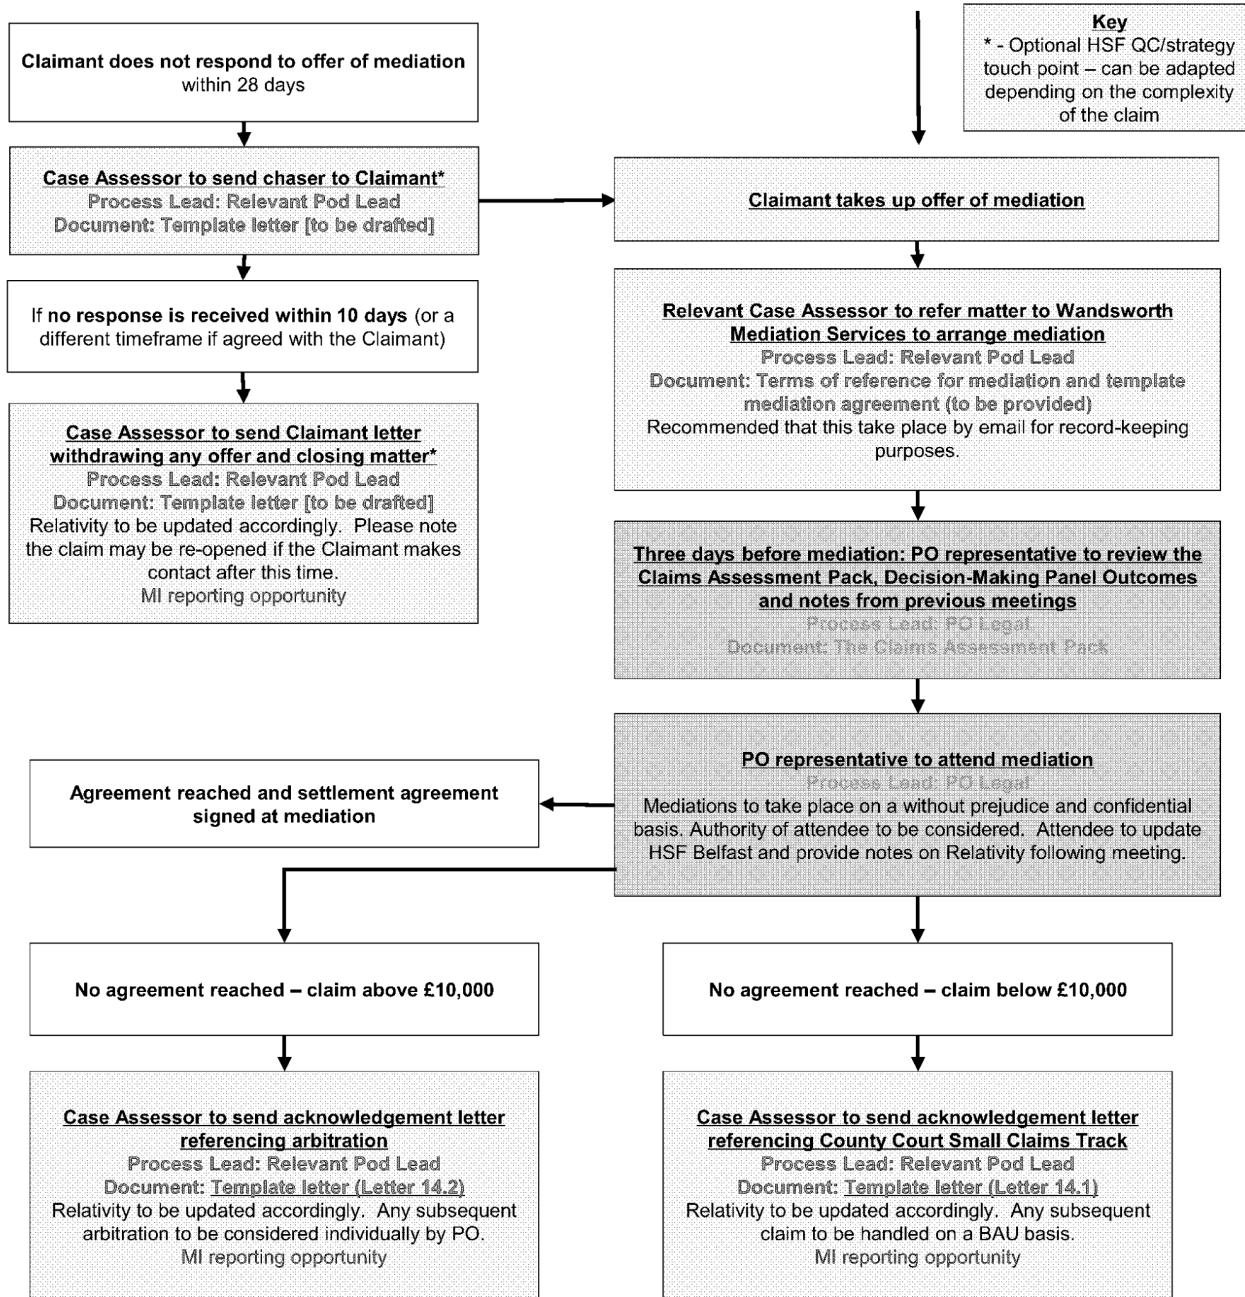 Key
* - Optional HSF QC/strategy
touch point – can be adapted
depending on the complexity
of the claim
Claimant does not respond to offer of mediation
within 28 days
Case Assessor to send chaser to Claimant*
Process Lead: Relevant Pod Lead
Document: Template letter [to be drafted]
If no response is received within 10 days (or a
different timeframe if agreed with the Claimant)
Case Assessor to send Claimant letter
withdrawing any offer and closing matter*
Process Lead: Relevant Pod Lead
Document: Template letter [to be drafted]
Relativity to be updated accordingly. Please note
the claim may be re-opened if the Claimant makes
contact after this time.
MI reporting opportunity
Claimant takes up offer of mediation
Relevant Case Assessor to refer matter to Wandsworth
Mediation Services to arrange mediation
Process Lead: Relevant Pod Lead
Document: Terms of reference for mediation and template
mediation agreement (to be provided)
Recommended that this take place by email for record-keeping
purposes.
Three days before mediation: PO representative to review the
Claims Assessment Pack, Decision-Making Panel Outcomes
and notes from previous meetings
Process Lead: PO Legal
Document: The Claims Assessment Pack
PO representative to attend mediation
Process Lead: PO Legal
Mediations to take place on a without prejudice and confidential
basis. Authority of attendee to be considered. Attendee to update
HSF Belfast and provide notes on Relativity following meeting.
Agreement reached and settlement agreement
signed at mediation
No agreement reached – claim above £10,000
Case Assessor to send acknowledgement letter
referencing arbitration
Process Lead: Relevant Pod Lead
Document: Template letter (Letter 14.2)
Relativity to be updated accordingly. Any subsequent
arbitration to be considered individually by PO.
MI reporting opportunity
No agreement reached – claim below £10,000
Case Assessor to send acknowledgement letter
referencing County Court Small Claims Track
Process Lead: Relevant Pod Lead
Document: Template letter (Letter 14.1)
Relativity to be updated accordingly. Any subsequent
claim to be handled on a BAU basis.
MI reporting opportunity